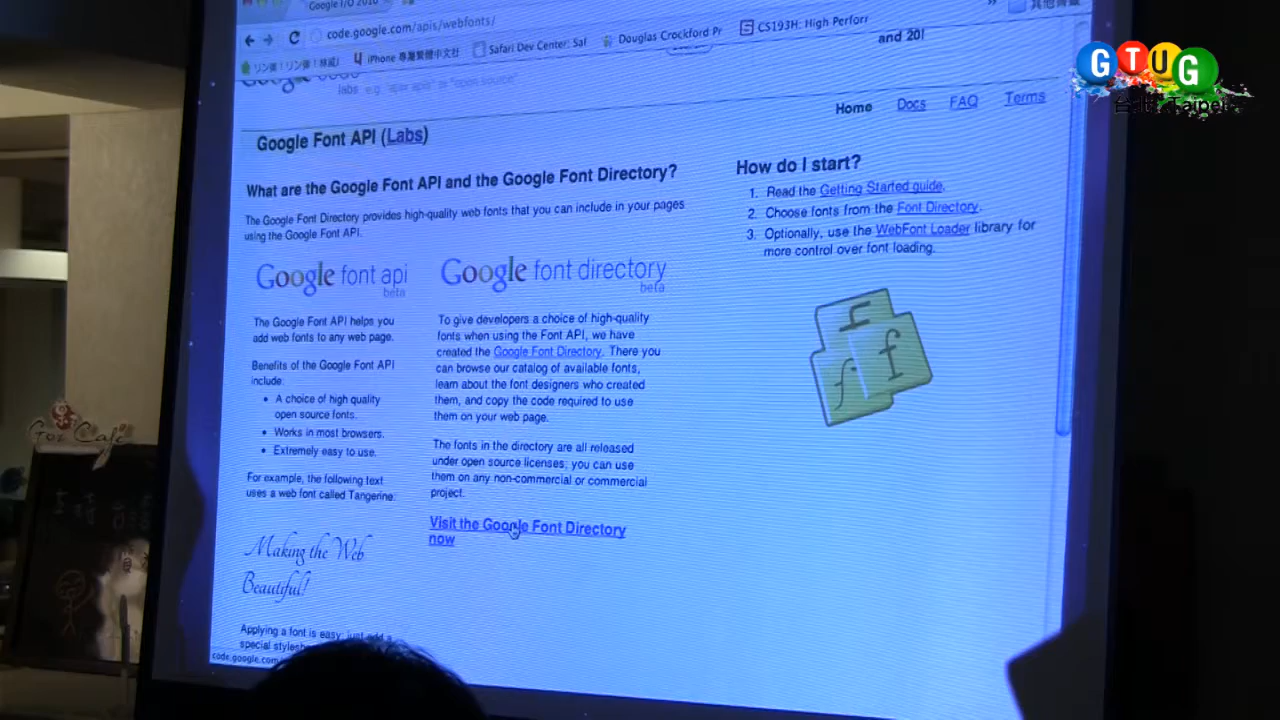 Google I/O 2010
code.google.com/apis/webfonts/
iPhone 專屬繁體中文社
Safari Dev Center: Saf
Douglas Crockford Pr
CS193H: High Perforr
and 20!
labs
Home Docs FAQ Terms
Google Font API (Labs)
What are the Google Font API and the Google Font Directory?
The Google Font Directory provides high-quality web fonts that you can include in your pages
using the Google Font API.
Google font api
beta
The Google Font API helps you
add web fonts to any web page.
Benefits of the Google Font API
include:
• A choice of high quality
open source fonts.
• Works in most browsers.
• Extremely easy to use.
For example, the following text
uses a web font called Tangerine:
Making the Web
Beautiful!
Applying a font is easy: just add a
special stylesh
code.google.com
Google font directory
beta
To give developers a choice of high-quality
fonts when using the Font API, we have
created the Google Font Directory. There you
can browse our catalog of available fonts,
learn about the font designers who created
them, and copy the code required to use
them on your web page.
The fonts in the directory are all released
under open source licenses; you can use
them on any non-commercial or commercial
project.
Visit the Google Font Directory
now
How do I start?
1. Read the Getting Started guide.
2. Choose fonts from the Font Directory.
3. Optionally, use the WebFont Loader library for
more control over font loading.
f f f
GTUG
台北 Taipei
Goz Cafe